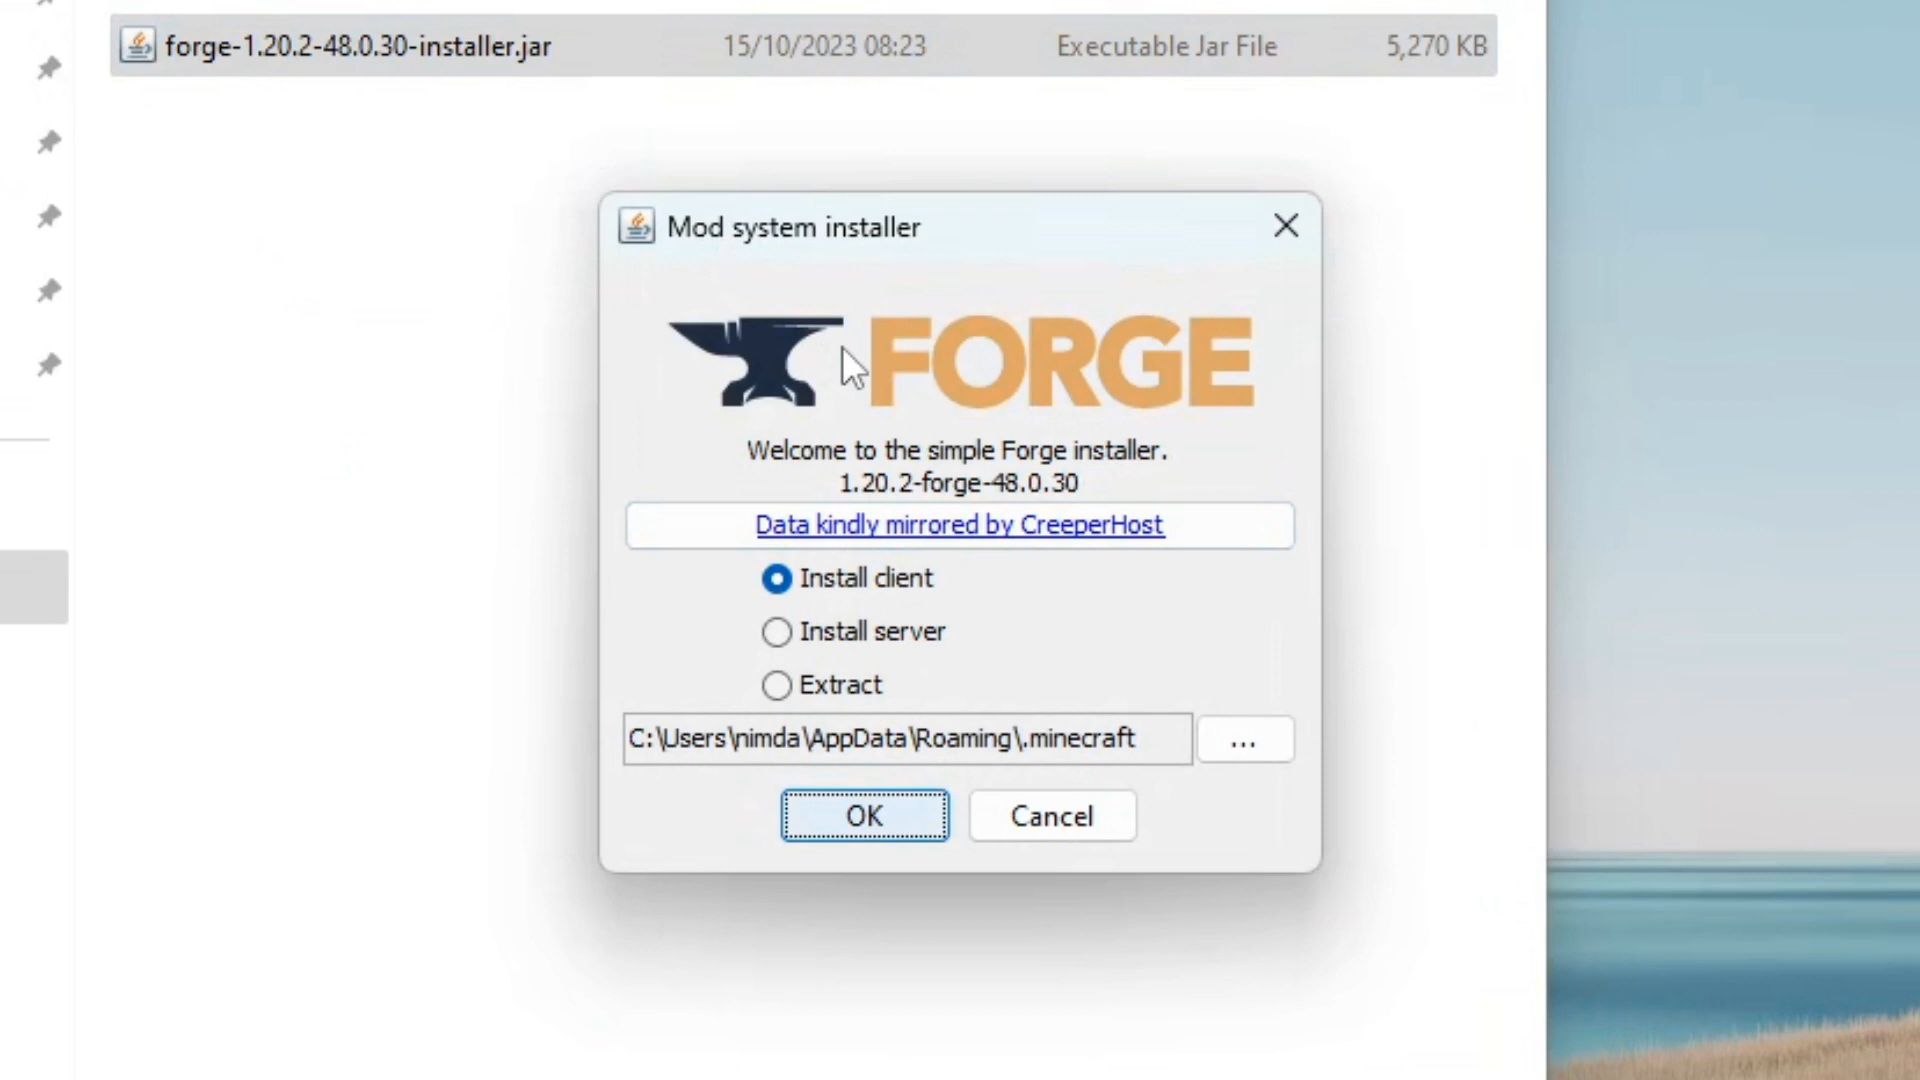 forge-1.20.2-48.0.30-installer.jar 15/10/2023 08:23 Executable Jar File 5,270 KB
Mod system installer
FORGE
Welcome to the simple Forge installer.
1.20.2-forge-48.0.30
Data kindly mirrored by CreeperHost
Install client
Install server
Extract
C:\Users\nimda\AppData\Roaming\.minecraft ...
OK Cancel